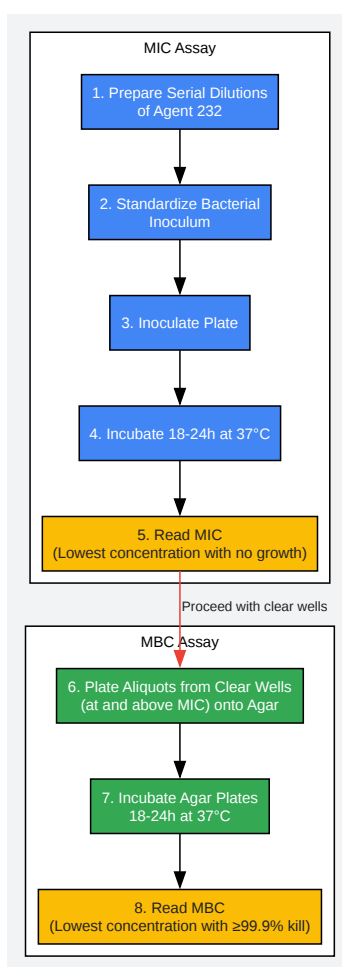 MIC Assay
1. Prepare Serial Dilutions
of Agent 232
2. Standardize Bacterial
Inoculum
3. Inoculate Plate
4. Incubate 18-24h at 37°C
5. Read MIC
(Lowest concentration with no growth)
Proceed with clear wells
MBC Assay
6. Plate Aliquots from Clear Wells
(at and above MIC) onto Agar
7. Incubate Agar Plates
18-24h at 37°C
8. Read MBC
(Lowest concentration with ≥99.9% kill)